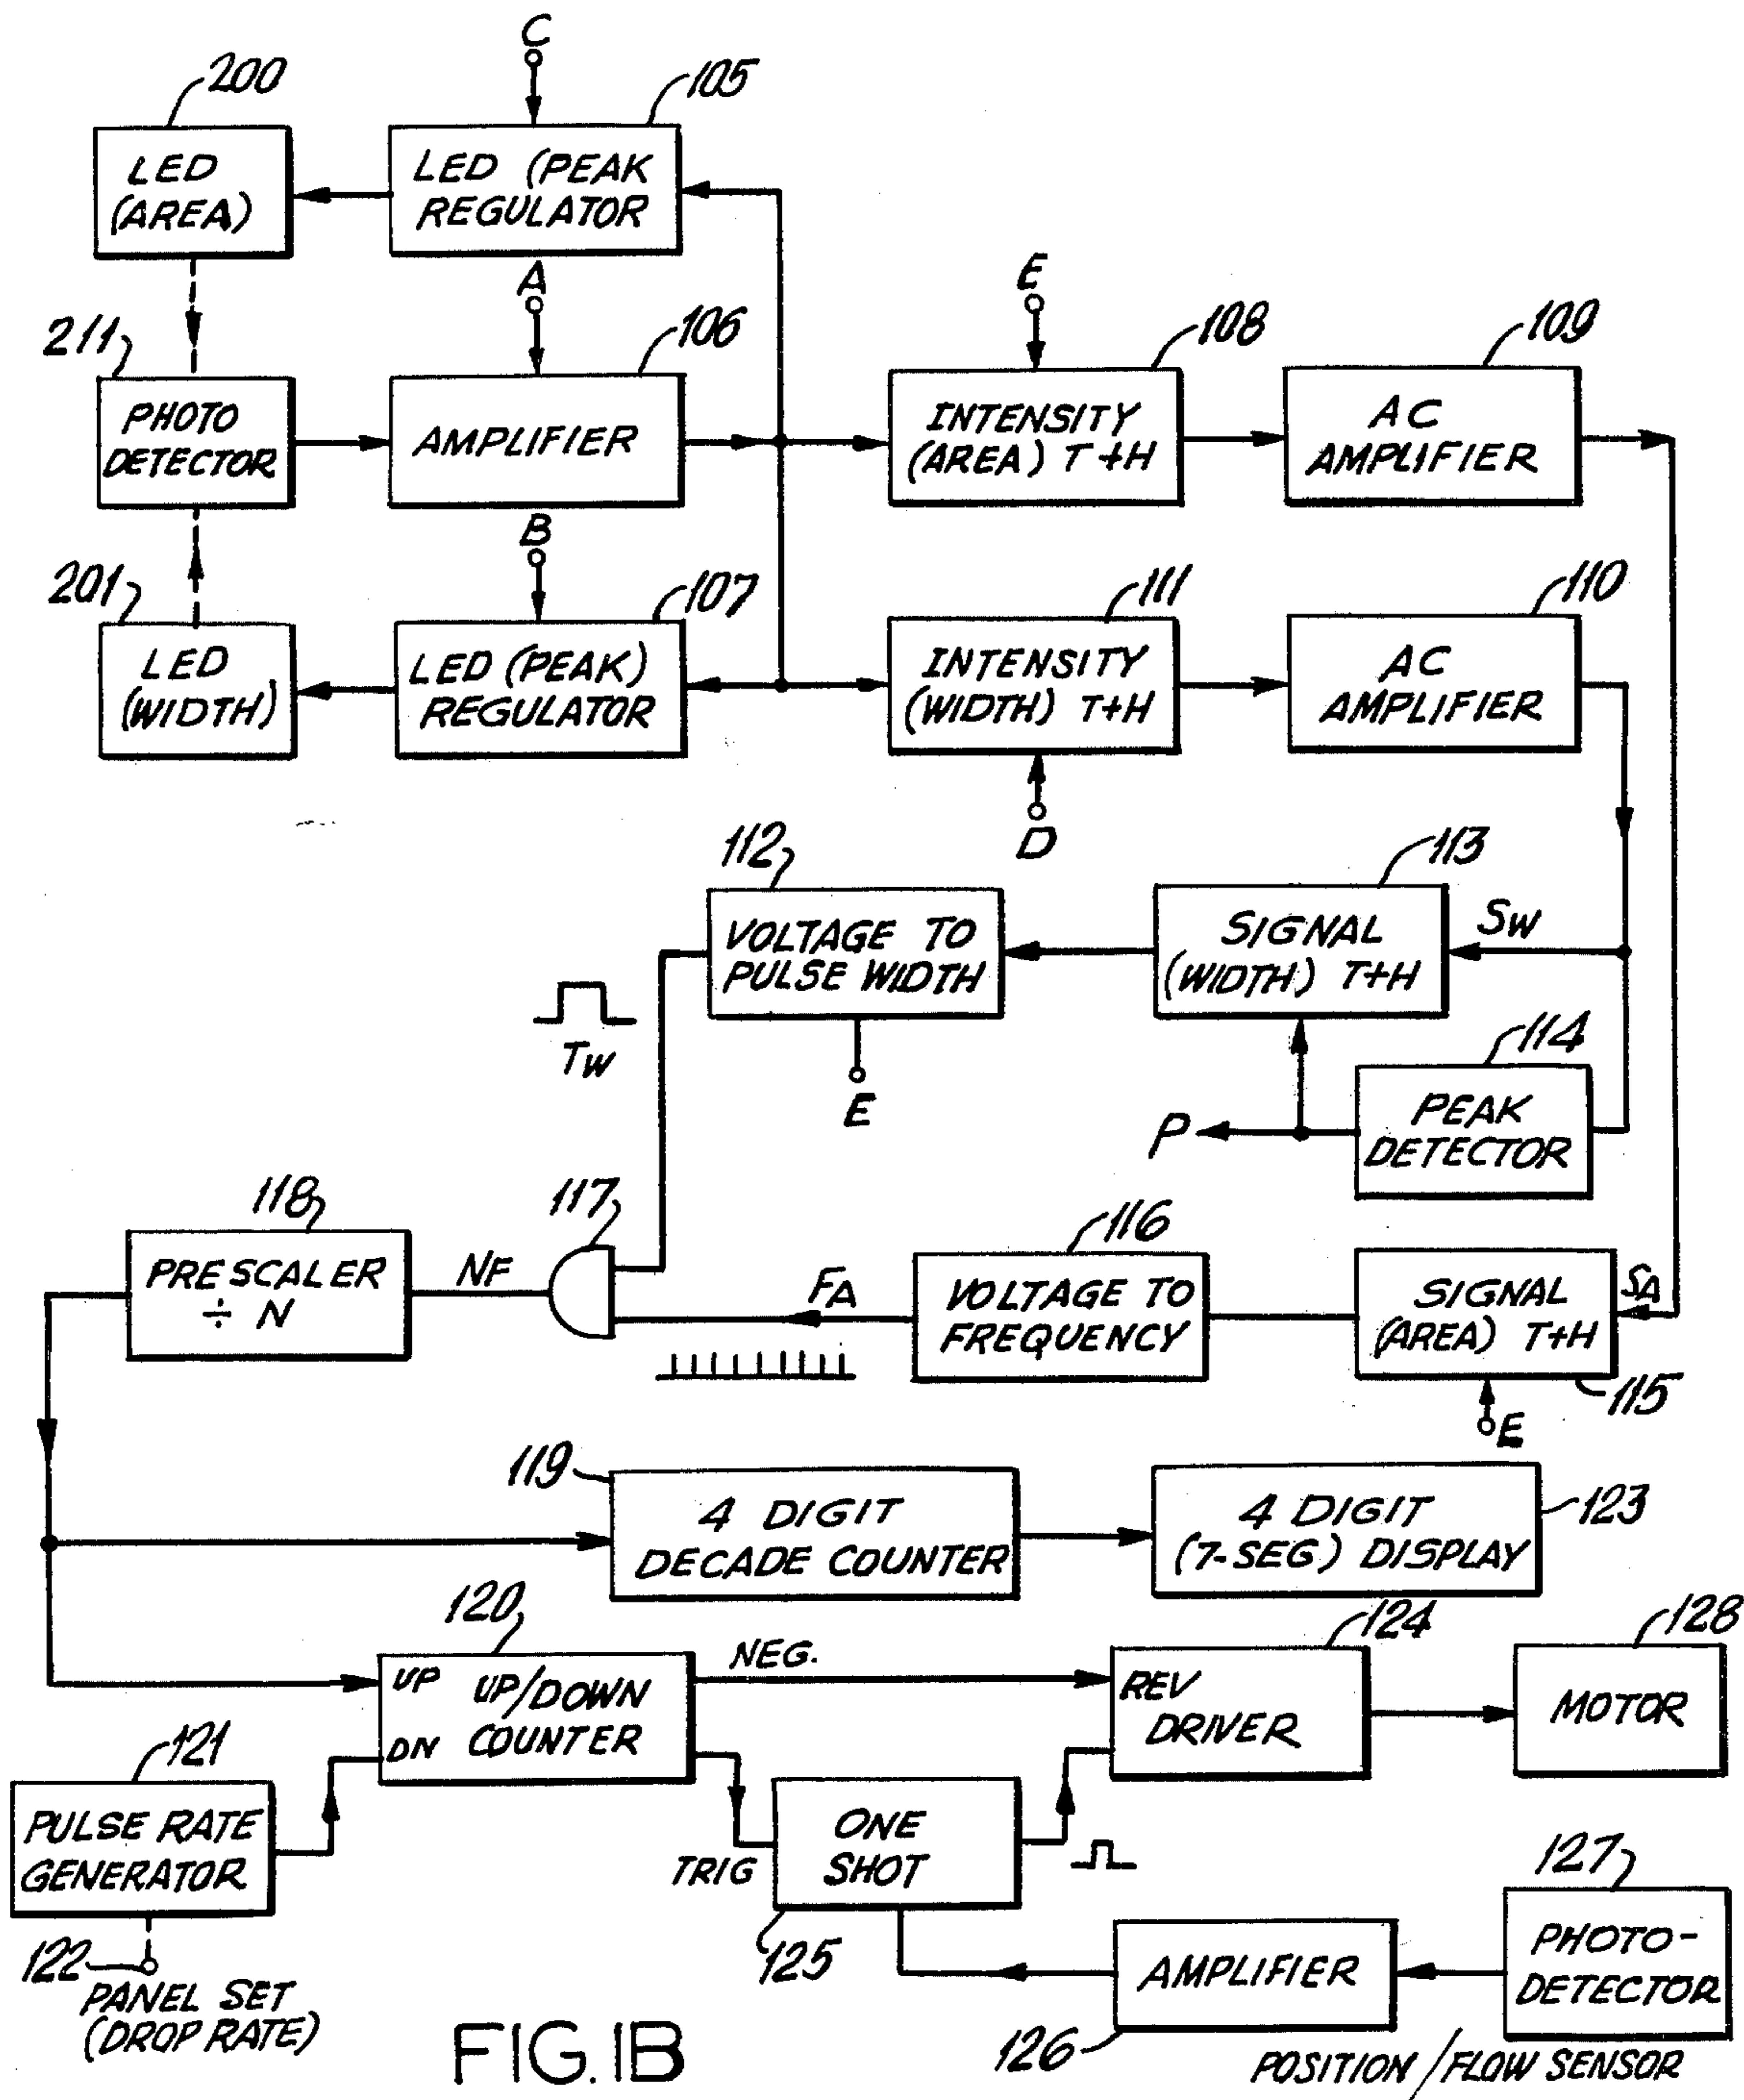 C
200
105
LED
(AREA)
LED (PEAK
REGULATOR
A
E
211
106
108
109
PHOTO
DETECTOR
AMPLIFIER
INTENSITY
(AREA) T+H
AC
AMPLIFIER
B
201
107
111
110
LED
(WIDTH)
LED (PEAK)
REGULATOR
INTENSITY
(WIDTH) T+H
AC
AMPLIFIER
D
112
113
VOLTAGE TO
PULSE WIDTH
SIGNAL
(WIDTH) T+H
SW
TW
E
114
P
PEAK
DETECTOR
118
117
116
PRESCALER
÷ N
NF
FA
VOLTAGE TO
FREQUENCY
SIGNAL
(AREA) T+H
SA
115
E
119
4 DIGIT
DECADE COUNTER
4 DIGIT
(7-SEG) DISPLAY
123
120
124
128
UP
UP/DOWN
COUNTER
DN
NEG.
REV
DRIVER
MOTOR
121
PULSE RATE
GENERATOR
TRIG
ONE
SHOT
127
122
PANEL SET
(DROP RATE)
125
AMPLIFIER
PHOTO-
DETECTOR
126
POSITION/FLOW SENSOR
FIG. 1B